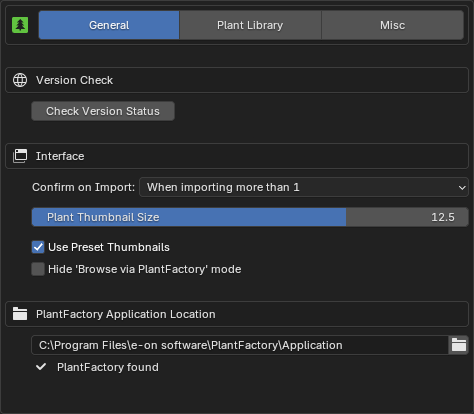 General Plant Library Misc
Version Check
Check Version Status
Interface
Confirm on Import: When importing more than 1
Plant Thumbnail Size 12.5
Use Preset Thumbnails
Hide 'Browse via PlantFactory' mode
PlantFactory Application Location
C:\Program Files\e-on software\PlantFactory\Application
PlantFactory found